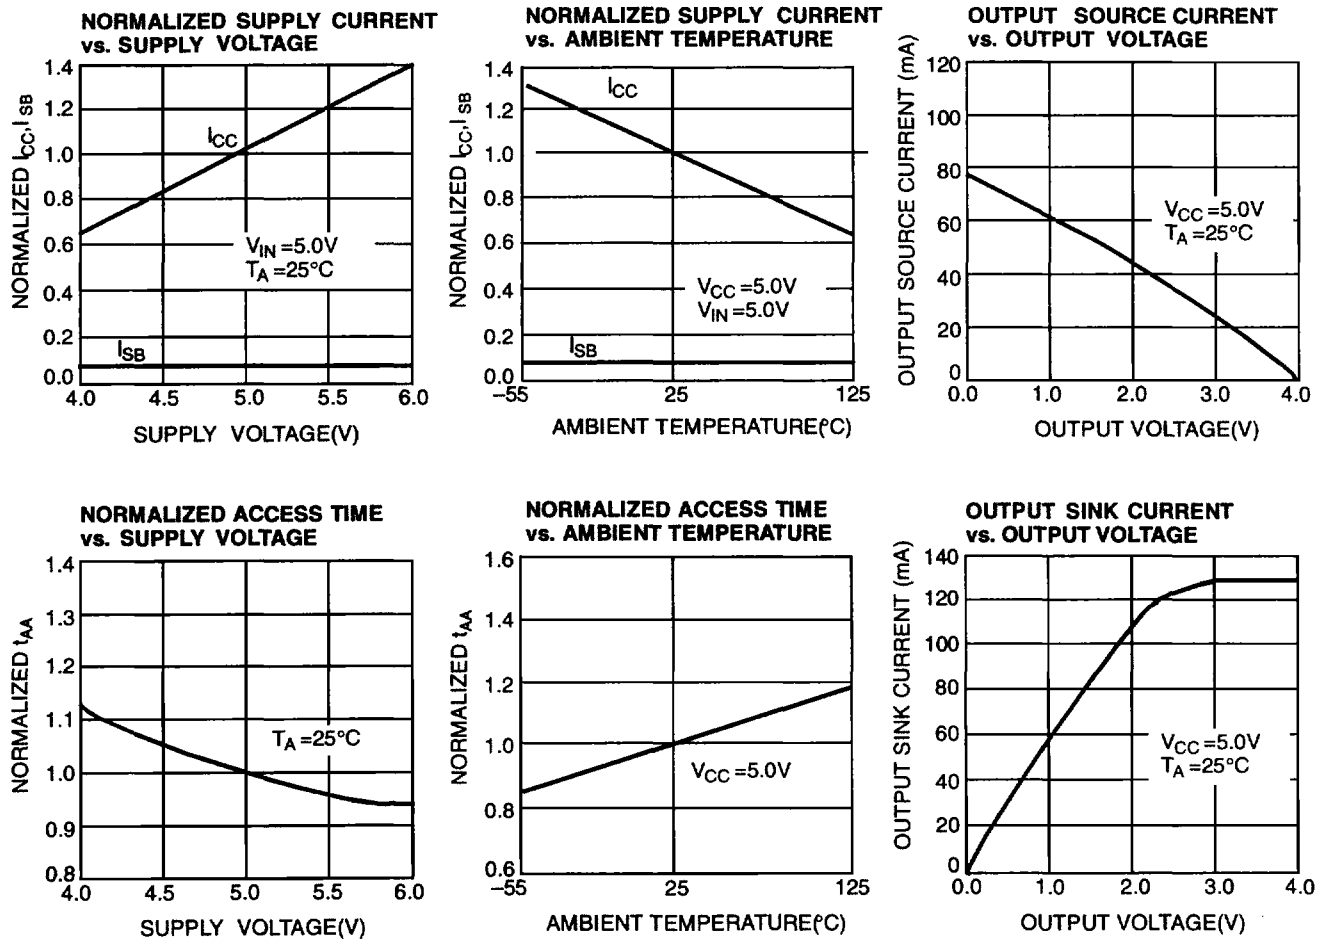 NORMALIZED SUPPLY CURRENT
vs. SUPPLY VOLTAGE
NORMALIZED ICC,ISB
1.4
1.2
1.0
0.8
0.6
0.4
0.2
0.0
ICC
VIN =5.0V
TA =25°C
ISB
4.0 4.5 5.0 5.5 6.0
SUPPLY VOLTAGE(V)
NORMALIZED SUPPLY CURRENT
vs. AMBIENT TEMPERATURE
NORMALIZED ICC,ISB
1.4
1.2
1.0
0.8
0.6
0.4
0.2
0.0
ICC
VCC =5.0V
VIN =5.0V
ISB
–55 25 125
AMBIENT TEMPERATURE(°C)
OUTPUT SOURCE CURRENT
vs. OUTPUT VOLTAGE
OUTPUT SOURCE CURRENT (mA)
120
100
80
60
40
20
0
VCC =5.0V
TA =25°C
0.0 1.0 2.0 3.0 4.0
OUTPUT VOLTAGE(V)
NORMALIZED ACCESS TIME
vs. SUPPLY VOLTAGE
NORMALIZED tAA
1.4
1.3
1.2
1.1
1.0
0.9
0.8
TA =25°C
4.0 4.5 5.0 5.5 6.0
SUPPLY VOLTAGE(V)
NORMALIZED ACCESS TIME
vs. AMBIENT TEMPERATURE
NORMALIZED tAA
1.6
1.4
1.2
1.0
0.8
0.6
VCC =5.0V
–55 25 125
AMBIENT TEMPERATURE(°C)
OUTPUT SINK CURRENT
vs. OUTPUT VOLTAGE
OUTPUT SINK CURRENT (mA)
140
120
100
80
60
40
20
0
VCC =5.0V
TA =25°C
0.0 1.0 2.0 3.0 4.0
OUTPUT VOLTAGE(V)